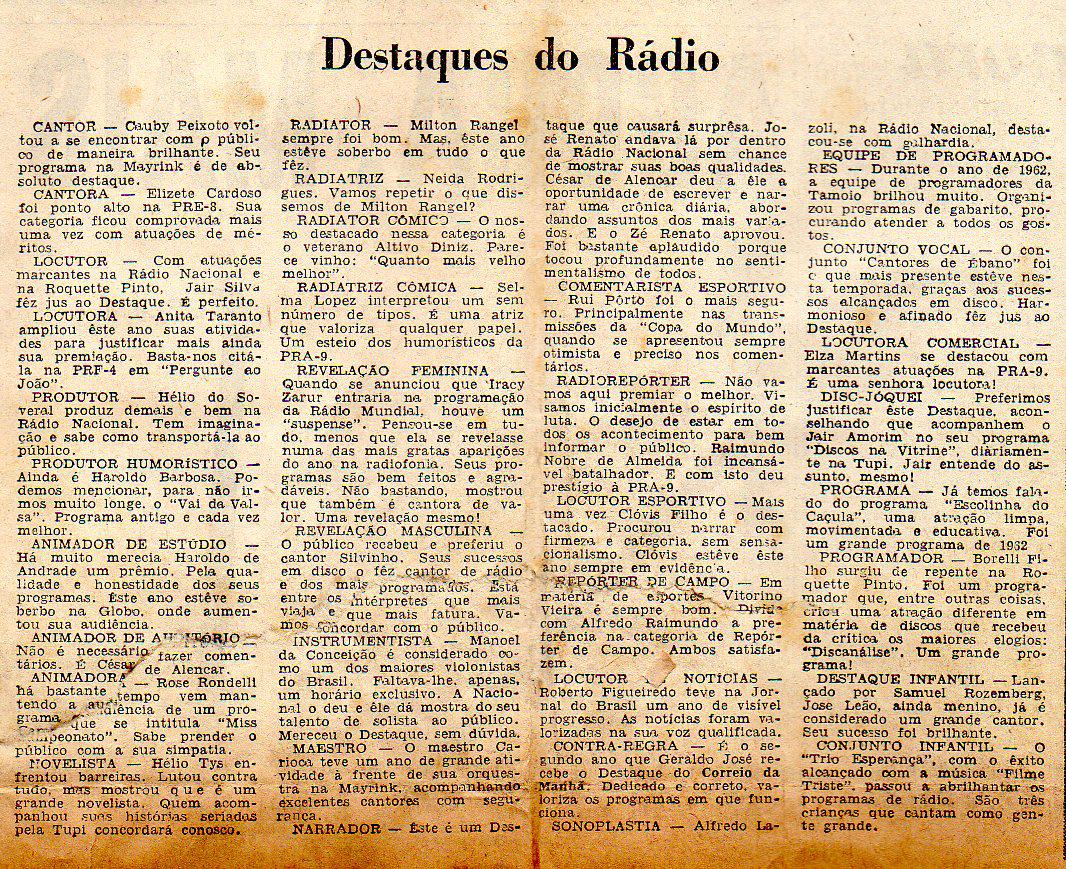 Destaques do Rádio
CANTOR — Cauby Peixoto vol-
tou a se encontrar com o públi-
co de maneira brilhante. Seu
programa na Mayrink é de ab-
soluto destaque.
CANTORA — Elizete Cardoso
foi ponto alto na PRE-8. Sua
categoria ficou comprovada mais
uma vez com atuações de mé-
ritos.
LOCUTOR — Com atuações
marcantes na Rádio Nacional e
na Roquette Pinto, Jair Silva
fêz jus ao Destaque. É perfeito.
LOCUTORA — Anita Taranto
ampliou êste ano suas ativida-
des para justificar mais ainda
sua premiação. Basta-nos citá-
la na PRF-4 em "Pergunte ao
João".
PRODUTOR — Hélio do So-
veral produz demais e bem na
Rádio Nacional. Tem imagina-
ção e sabe como transportá-la ao
público.
PRODUTOR HUMORÍSTICO —
Ainda é Haroldo Barbosa. Po-
demos mencionar, para não ir-
mos muito longe, o "Vai da Val-
sa". Programa antigo e cada vez
melhor.
ANIMADOR DE ESTÚDIO —
Há muito merecia Haroldo de
Andrade um prêmio. Pela qua-
lidade e honestidade dos seus
programas. Êste ano estêve so-
berbo na Globo, onde aumen-
tou sua audiência.
ANIMADOR DE AUDITÓRIO —
Não é necessário fazer comen-
tários. É César de Alencar.
ANIMADORA — Rose Rondelli
há bastante tempo vem man-
tendo a audiência de um pro-
grama que se intitula "Miss
Campeonato". Sabe prender o
público com a sua simpatia.
NOVELISTA — Hélio Tys en-
frentou barreiras. Lutou contra
tudo, mas mostrou que é um
grande novelista. Quem acom-
panhou suas histórias seriadas
pela Tupi concordará conosco.
RADIATOR — Milton Rangel
sempre foi bom. Mas, êste ano
estêve soberbo em tudo o que
fêz.
RADIATRIZ — Neida Rodri-
gues. Vamos repetir o que dis-
semos de Milton Rangel?
RADIATOR CÔMICO — O nos-
so destacado nessa categoria é
o veterano Altivo Diniz. Pare-
ce vinho: "Quanto mais velho
melhor".
RADIATRIZ CÔMICA — Sel-
ma Lopez interpretou um sem
número de tipos. É uma atriz
que valoriza qualquer papel.
Um esteio dos humorísticos da
PRA-9.
REVELAÇÃO FEMININA —
Quando se anunciou que Iracy
Zarur entraria na programação
da Rádio Mundial, houve um
"suspense". Pensou-se em tu-
do, menos que ela se revelasse
numa das mais gratas aparições
do ano na radiofonia. Seus pro-
gramas são bem feitos e agra-
dáveis. Não bastando, mostrou
que também é cantora de va-
lor. Uma revelação mesmo!
REVELAÇÃO MASCULINA —
O público recebeu e preferiu o
cantor Silvinho. Seus sucessos
em disco o fêz cantor de rádio
e dos mais programados. Está
entre os intérpretes que mais
viaja e que mais fatura. Va-
mos concordar com o público.
INSTRUMENTISTA — Manoel
da Conceição é considerado co-
mo um dos maiores violonistas
do Brasil. Faltava-lhe, apenas,
um horário exclusivo. A Nacio-
nal o deu e êle dá mostra do seu
talento de solista ao público.
Mereceu o Destaque, sem dúvida.
MAESTRO — O maestro Ca-
rioca teve um ano de grande ati-
vidade à frente de sua orques-
tra na Mayrink, acompanhando
excelentes cantores com segu-
rança.
NARRADOR — Êste é um Des-
taque que causará surprêsa. Jo-
sé Renato andava lá por dentro
da Rádio Nacional sem chance
de mostrar suas boas qualidades.
César de Alencar deu a êle a
oportunidade de escrever e nar-
rar uma crônica diária, abor-
dando assuntos dos mais varia-
dos. E o Zé Renato aprovou.
Foi bastante aplaudido porque
tocou profundamente no senti-
mentalismo de todos.
COMENTARISTA ESPORTIVO
— Rui Pôrto foi o mais segu-
ro. Principalmente nas trans-
missões da "Copa do Mundo",
quando se apresentou sempre
otimista e preciso nos comen-
tários.
RADIOREPÓRTER — Não va-
mos aqui premiar o melhor. Vi-
samos inicialmente o espírito de
luta. O desejo de estar em to-
dos os acontecimento para bem
informar o público. Raimundo
Nobre de Almeida foi incansá-
vel batalhador. E com isto deu
prestígio à PRA-9.
LOCUTOR ESPORTIVO — Mais
uma vez Clóvis Filho é o des-
tacado. Procurou narrar com
firmeza e categoria, sem sensa-
cionalismo. Clóvis estêve êste
ano sempre em evidência.
REPÓRTER DE CAMPO — Em
matéria de esportes Vitorino
Vieira é sempre bom. Divide
com Alfredo Raimundo a pre-
ferência na categoria de Repór-
ter de Campo. Ambos satisfa-
zem.
LOCUTOR NOTÍCIAS —
Roberto Figueiredo teve na Jor-
nal do Brasil um ano de visível
progresso. As notícias foram va-
lorizadas na sua voz qualificada.
CONTRA-REGRA — É o se-
gundo ano que Geraldo José re-
cebe o Destaque do Correio da
Manhã. Dedicado e correto, va-
loriza os programas em que fun-
ciona.
SONOPLASTIA — Alfredo La-
zoli, na Rádio Nacional, desta-
cou-se com galhardia.
EQUIPE DE PROGRAMADO-
RES — Durante o ano de 1962,
a equipe de programadores da
Tamoio brilhou muito. Organi-
zou programas de gabarito, pro-
curando atender a todos os gos-
tos.
CONJUNTO VOCAL — O con-
junto "Cantores de Ébano" foi
o que mais presente estêve nes-
ta temporada, graças aos suces-
sos alcançados em disco. Har-
monioso e afinado fêz jus ao
Destaque.
LOCUTORA COMERCIAL —
Elza Martins se destacou com
marcantes atuações na PRA-9.
É uma senhora locutora!
DISC-JÓQUEI — Preferimos
justificar êste Destaque, acon-
selhando que acompanhem o
Jair Amorim no seu programa
"Discos na Vitrine", diàriamen-
te na Tupi. Jair entende do as-
sunto, mesmo!
PROGRAMA — Já temos fala-
do do programa "Escolinha do
Caçula", uma atração limpa,
movimentada e educativa. Foi
um grande programa de 1962
PROGRAMADOR — Borelli Fi-
lho surgiu de repente na Ro-
quette Pinto. Foi um progra-
mador que, entre outras coisas,
criou uma atração diferente em
matéria de discos que recebeu
da crítica os maiores elogios:
"Discanálise". Um grande pro-
grama!
DESTAQUE INFANTIL — Lan-
çado por Samuel Rozemberg,
Jose Leão, ainda menino, já é
considerado um grande cantor.
Seu sucesso foi brilhante.
CONJUNTO INFANTIL — O
"Trio Esperança", com o êxito
alcançado com a música "Filme
Triste", passou a abrilhantar os
programas de rádio. São três
crianças que cantam como gen-
te grande.